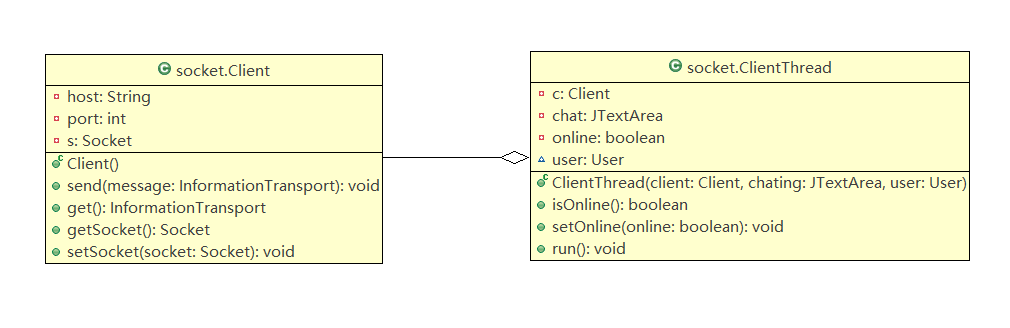 socket.Client
host: String
port: int
s: Socket
Client()
send(message: InformationTransport): void
get(): InformationTransport
getSocket(): Socket
setSocket(socket: Socket): void
socket.ClientThread
c: Client
chat: JTextArea
online: boolean
user: User
ClientThread(client: Client, chating: JTextArea, user: User)
isOnline(): boolean
setOnline(online: boolean): void
run(): void